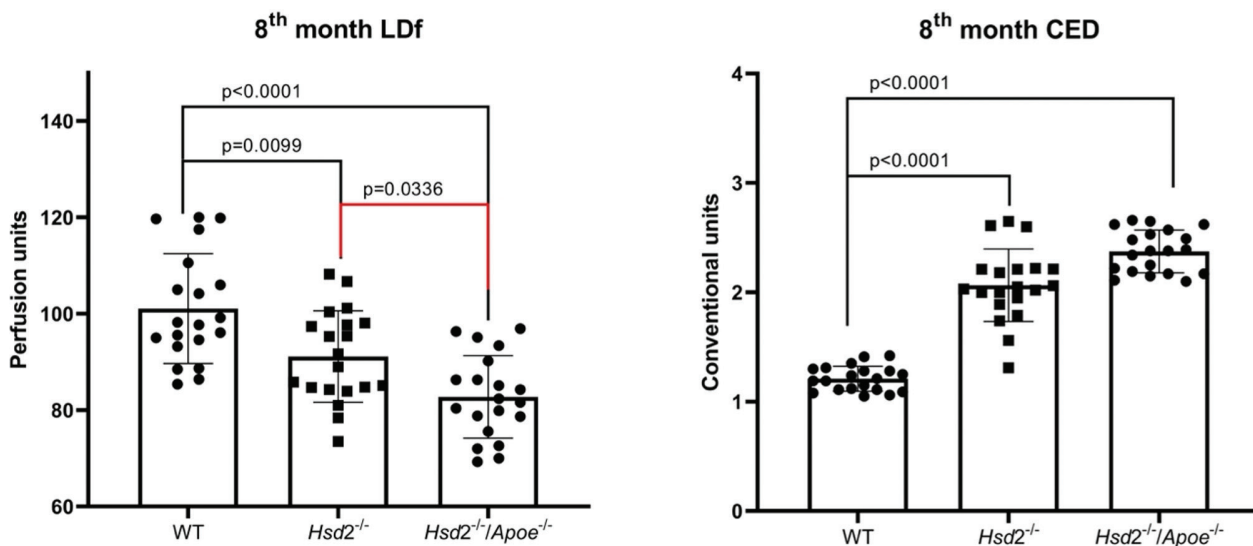 8th month LDf
Perfusion units
140
120
100
80
60
p<0.0001
p=0.0099
p=0.0336
WT
Hsd2-/-
Hsd2-/-/Apoe-/-
8th month CED
Conventional units
4
3
2
1
0
p<0.0001
p<0.0001
WT
Hsd2-/-
Hsd2-/-/Apoe-/-